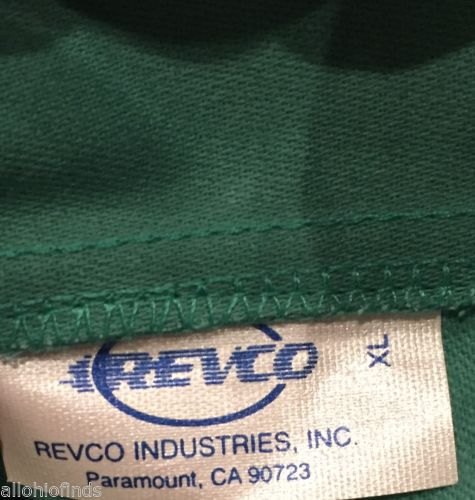 REVCO
XL
REVCO INDUSTRIES, INC.
Paramount, CA 90723
allohiofinds